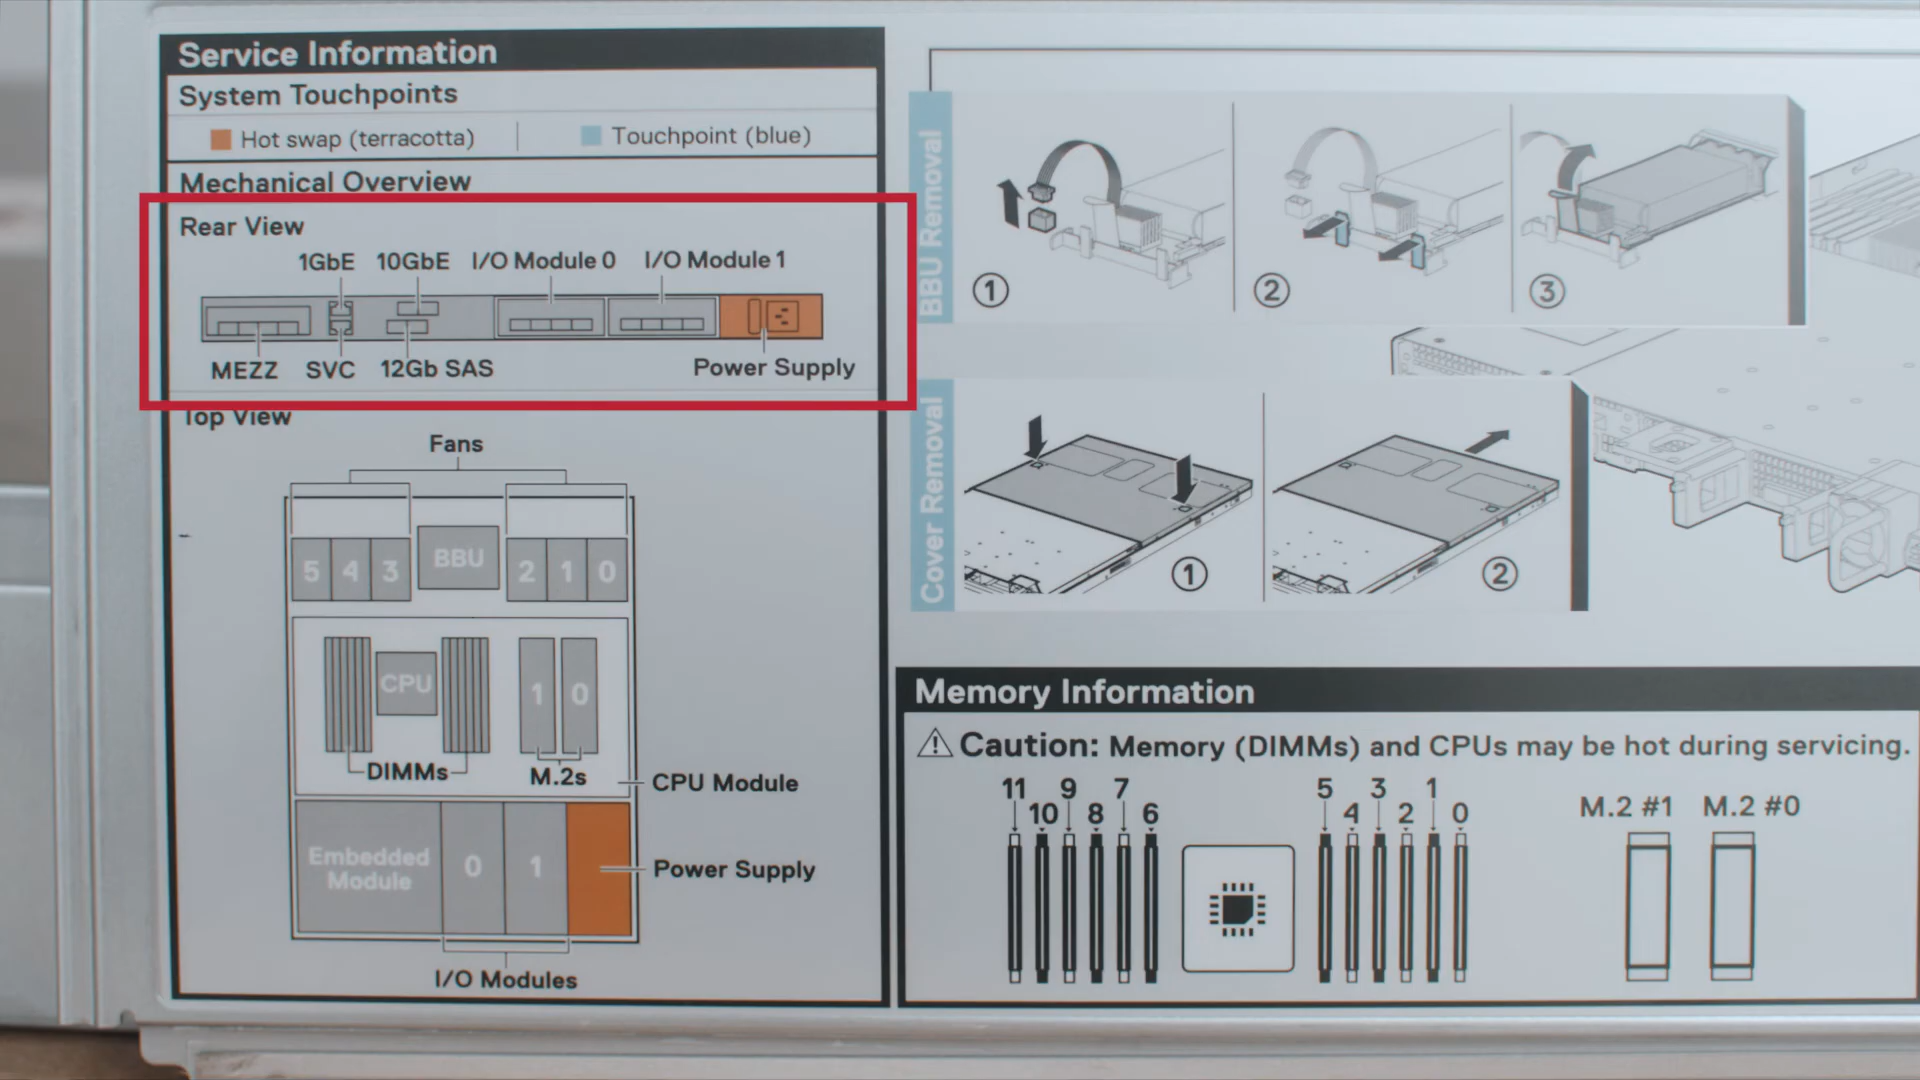 Service Information
System Touchpoints
Hot swap (terracotta)
Touchpoint (blue)
Mechanical Overview
Rear View
1GbE 10GbE I/O Module 0 I/O Module 1
MEZZ SVC 12Gb SAS Power Supply
Top View
Fans
5 4 3 BBU 2 1 0
CPU 1 0
DIMMs M.2s
CPU Module
Embedded
Module
0 1
Power Supply
I/O Modules
BBU Removal
1 2 3
Cover Removal
1 2
Memory Information
Caution: Memory (DIMMs) and CPUs may be hot during servicing.
11 9 7 5 3 1
10 8 6 4 2 0
M.2 #1 M.2 #0